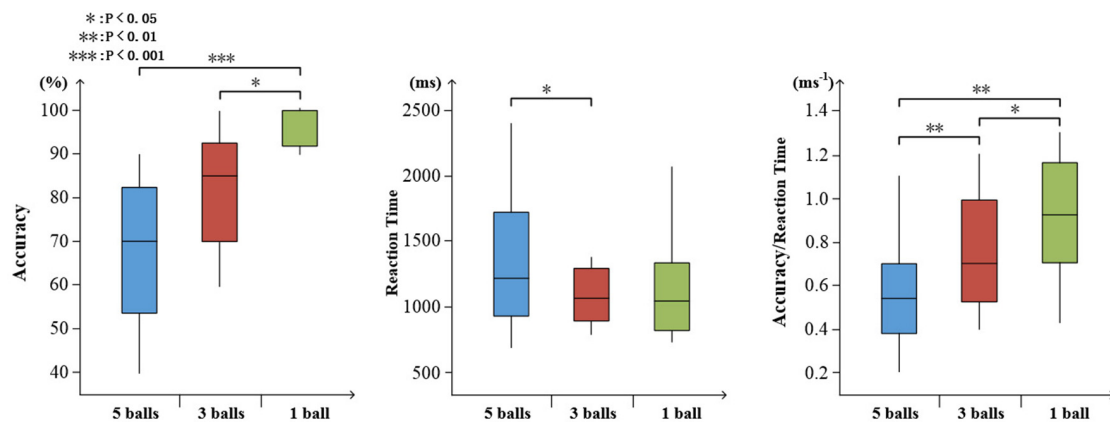 *:P<0.05
**:P<0.01
***:P<0.001
(%)
Accuracy
100
90
80
70
60
50
40
***
*
5 balls
3 balls
1 ball
(ms)
Reaction Time
2500
2000
1500
1000
500
*
5 balls
3 balls
1 ball
(ms-1)
Accuracy/Reaction Time
1.4
1.2
1.0
0.8
0.6
0.4
0.2
**
**
*
5 balls
3 balls
1 ball